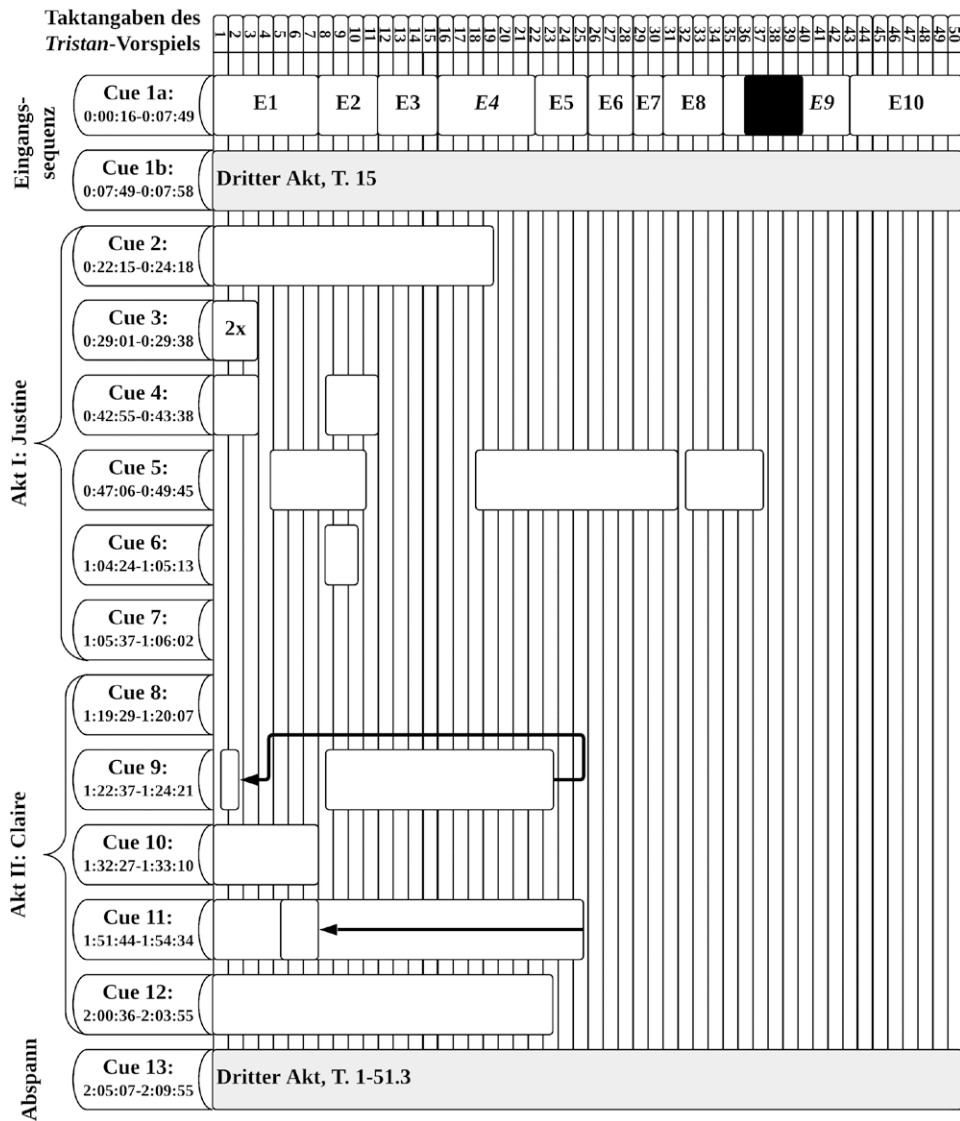 Taktangaben des
Tristan-Vorspiels
1 2 3 4 5 6 7 8 9 10 11 12 13 14 15 16 17 18 19 20 21 22 23 24 25 26 27 28 29 30 31 32 33 34 35 36 37 38 39 40 41 42 43 44 45 46 47 48 49 50
Eingangs-
sequenz
Cue 1a:
0:00:16-0:07:49
E1 E2 E3 E4 E5 E6 E7 E8 E9 E10
Cue 1b:
0:07:49-0:07:58
Dritter Akt, T. 15
Akt I: Justine
Cue 2:
0:22:15-0:24:18
Cue 3:
0:29:01-0:29:38
2x
Cue 4:
0:42:55-0:43:38
Cue 5:
0:47:06-0:49:45
Cue 6:
1:04:24-1:05:13
Cue 7:
1:05:37-1:06:02
Akt II: Claire
Cue 8:
1:19:29-1:20:07
Cue 9:
1:22:37-1:24:21
Cue 10:
1:32:27-1:33:10
Cue 11:
1:51:44-1:54:34
Cue 12:
2:00:36-2:03:55
Abspann
Cue 13:
2:05:07-2:09:55
Dritter Akt, T. 1-51.3